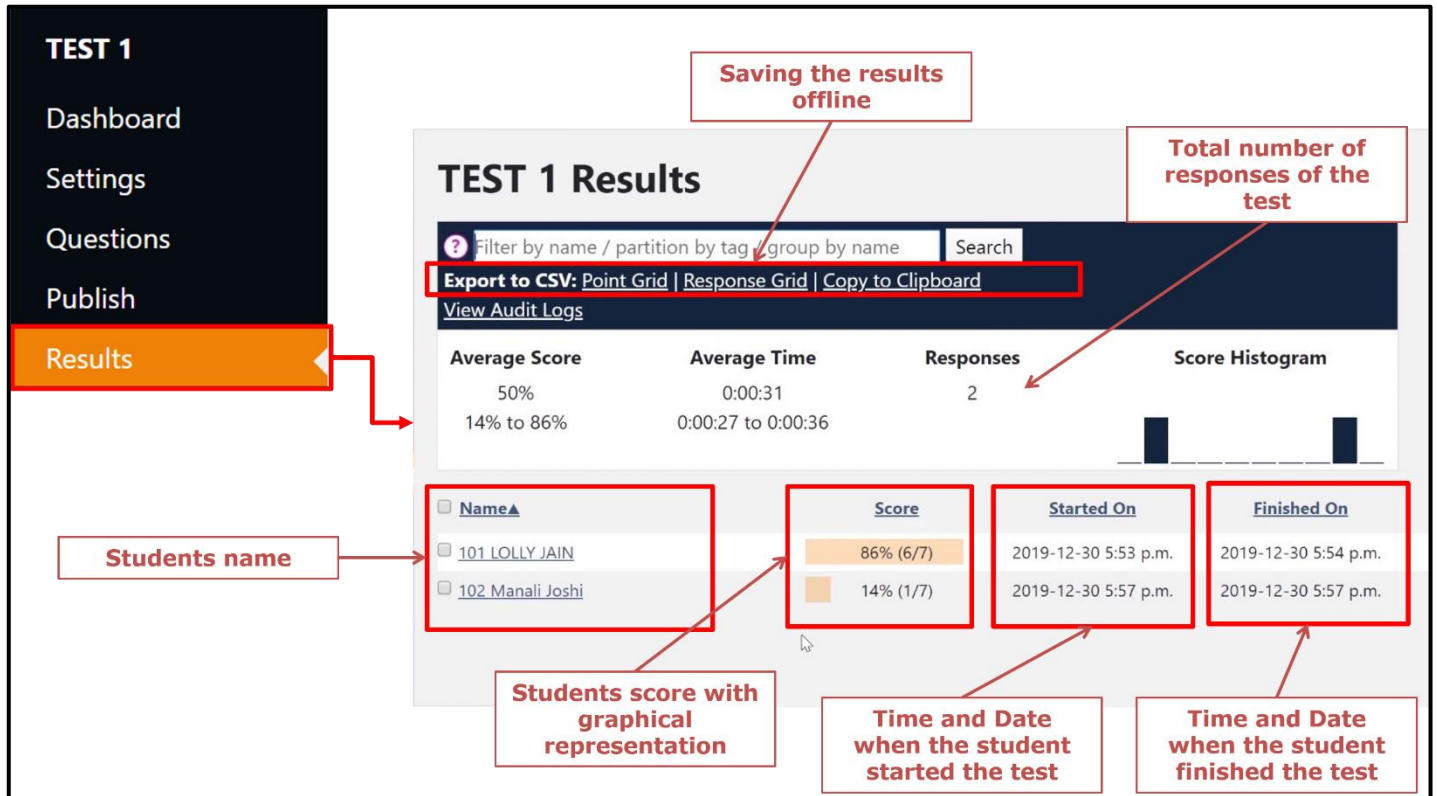 TEST 1
Dashboard
Settings
Questions
Publish
Results
Saving the results
offline
Total number of
responses of the
test
TEST 1 Results
? Filter by name / partition by tag / group by name Search
Export to CSV: Point Grid | Response Grid | Copy to Clipboard
View Audit Logs
Average Score Average Time Responses Score Histogram
50% 0:00:31 2
14% to 86% 0:00:27 to 0:00:36
Name▲ Score Started On Finished On
101 LOLLY JAIN 86% (6/7) 2019-12-30 5:53 p.m. 2019-12-30 5:54 p.m.
102 Manali Joshi 14% (1/7) 2019-12-30 5:57 p.m. 2019-12-30 5:57 p.m.
Students name
Students score with
graphical
representation
Time and Date
when the student
started the test
Time and Date
when the student
finished the test